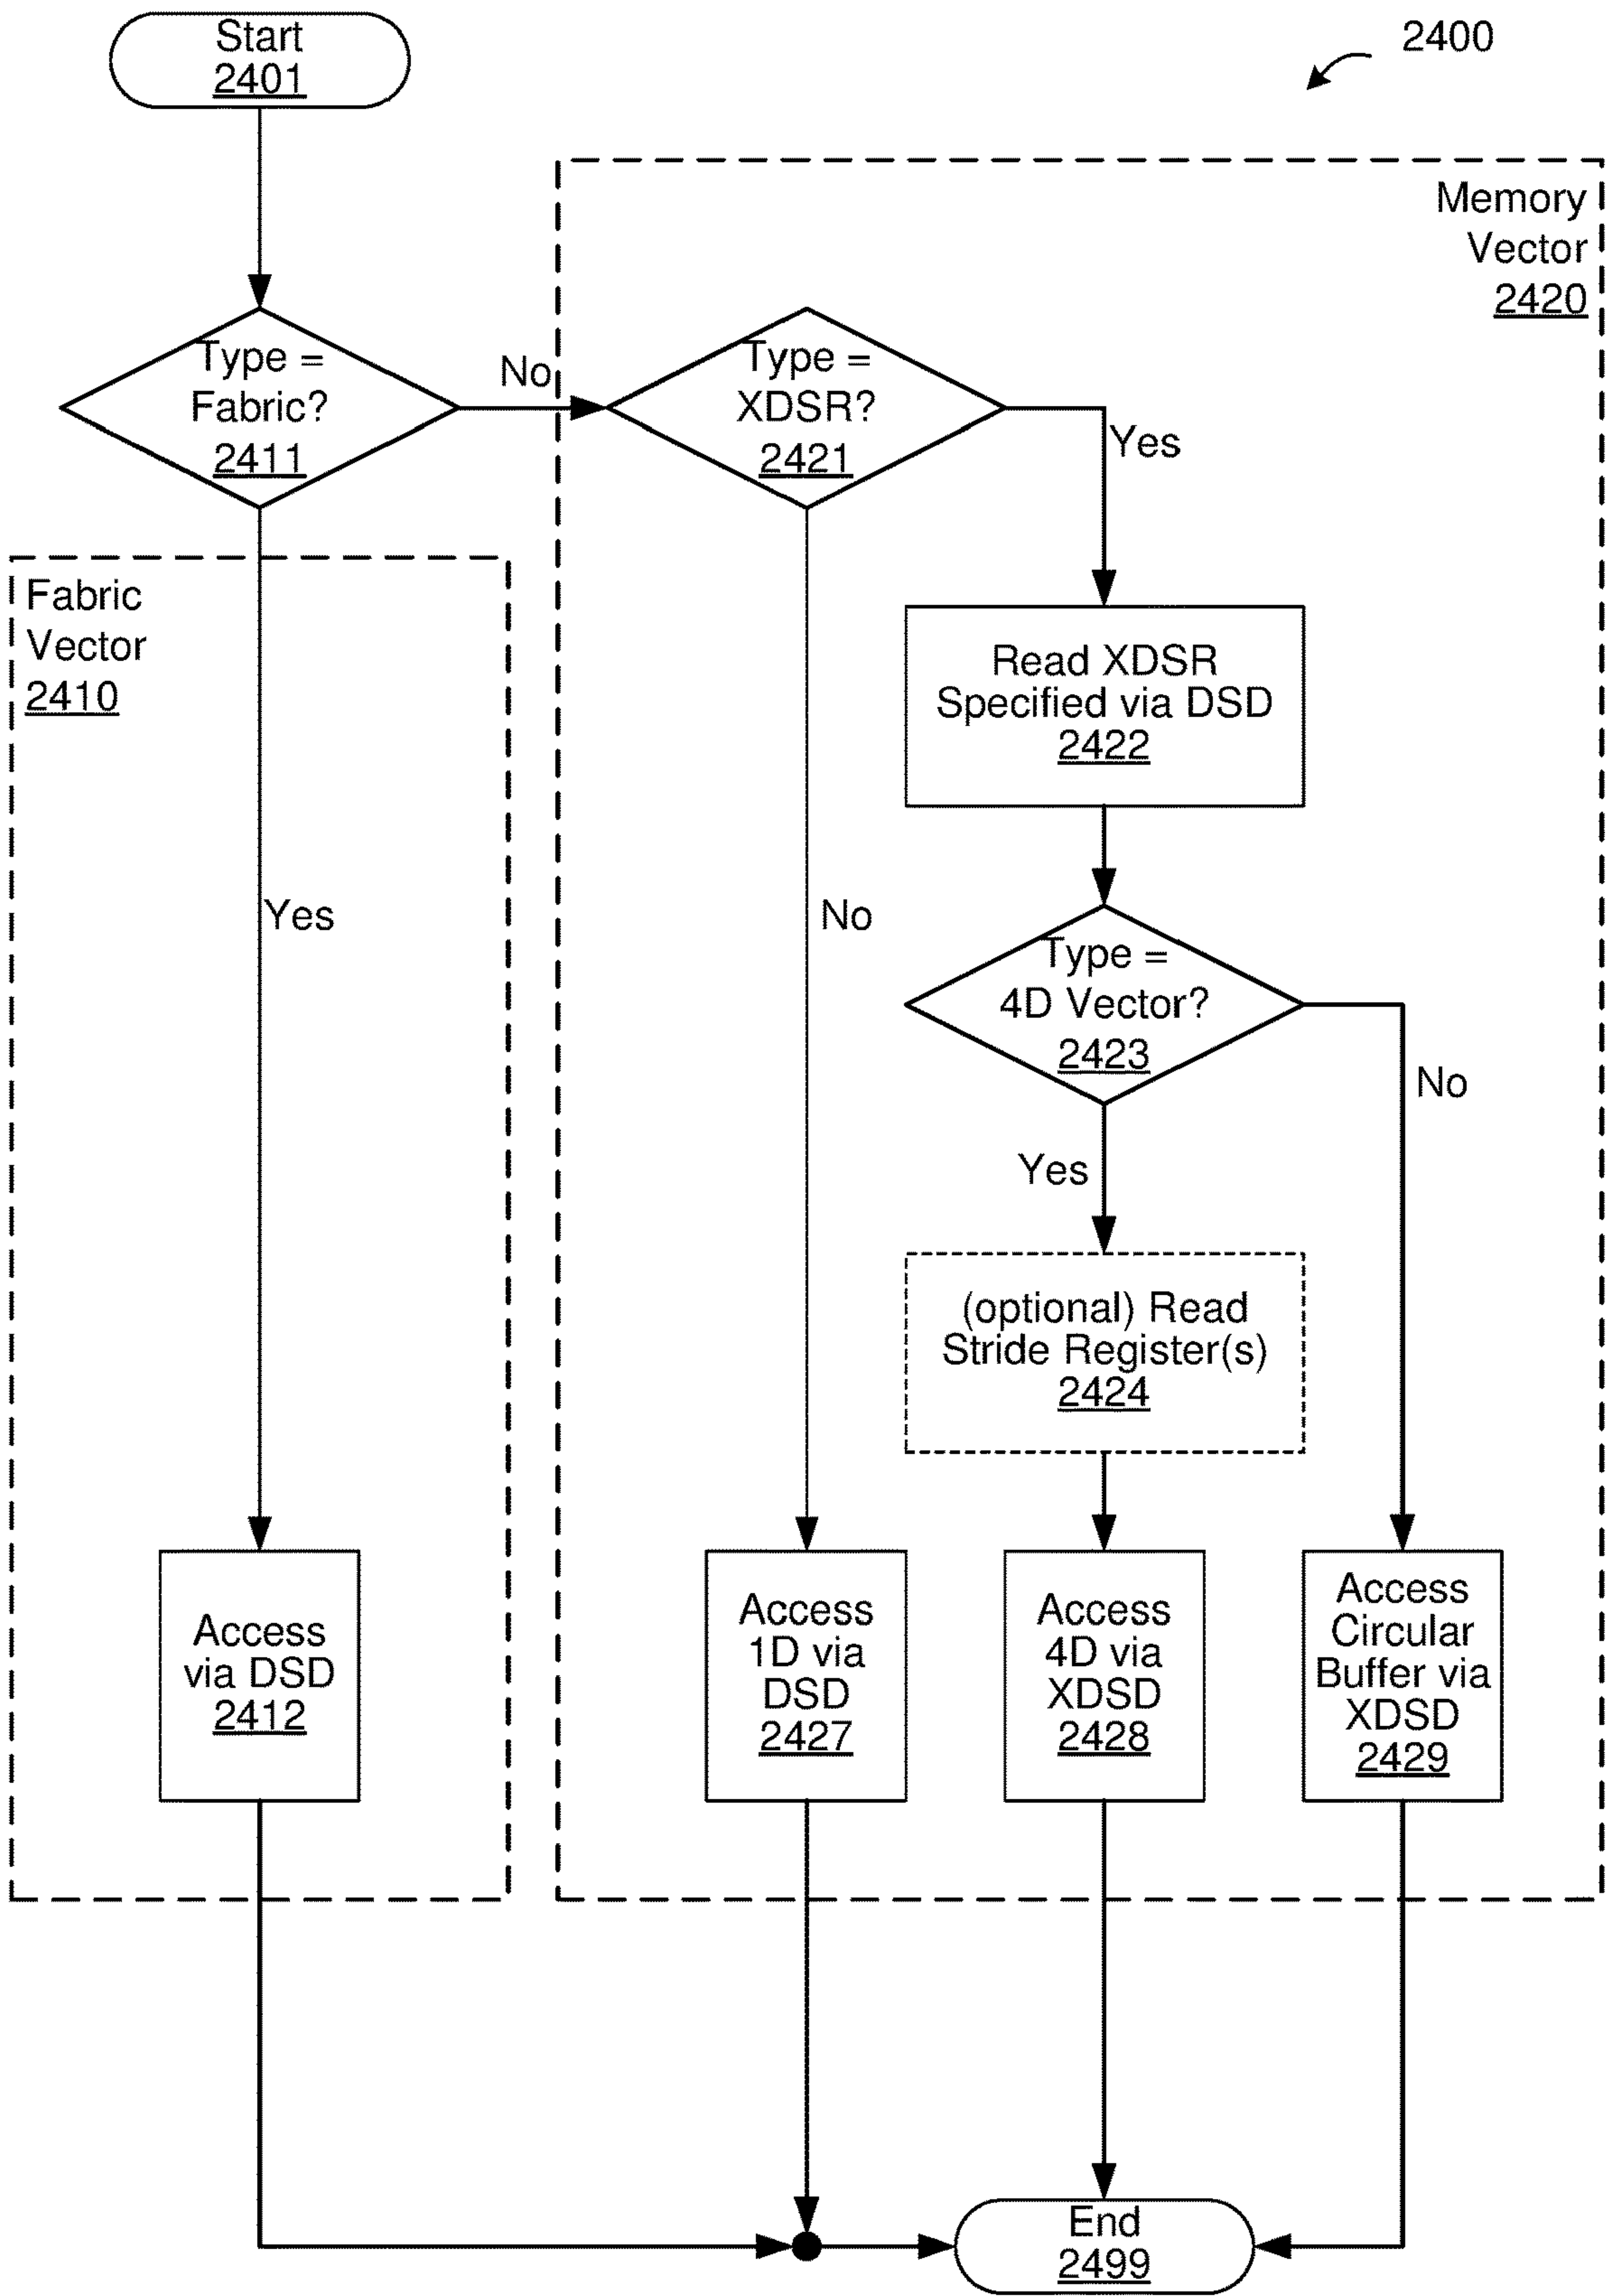 Start
2401
2400
Memory
Vector
2420
Type =
Fabric?
2411
No
Type =
XDSR?
2421
Yes
Fabric
Vector
2410
Read XDSR
Specified via DSD
2422
Yes
No
Type =
4D Vector?
2423
No
Yes
(optional) Read
Stride Register(s)
2424
Access
via DSD
2412
Access
1D via
DSD
2427
Access
4D via
XDSD
2428
Access
Circular
Buffer via
XDSD
2429
End
2499